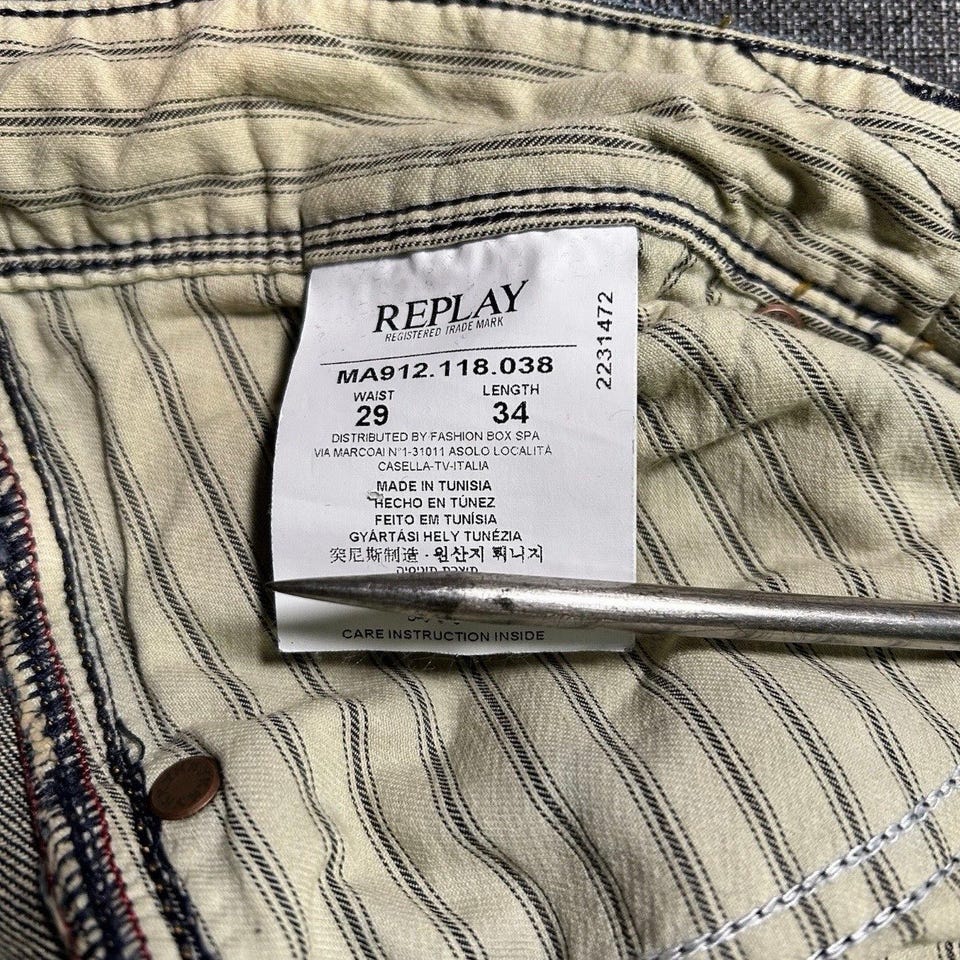 REPLAY
REGISTERED TRADE MARK
2231472
MA912.118.038
WAIST LENGTH
29 34
DISTRIBUTED BY FASHION BOX SPA
VIA MARCOAI N°1-31011 ASOLO LOCALITÀ
CASELLA-TV-ITALIA
MADE IN TUNISIA
HECHO EN TÚNEZ
FEITO EM TUNÍSIA
GYÁRTÁSI HELY TUNÉZIA
突尼斯制造 · 원산지 튀니지
CARE INSTRUCTION INSIDE